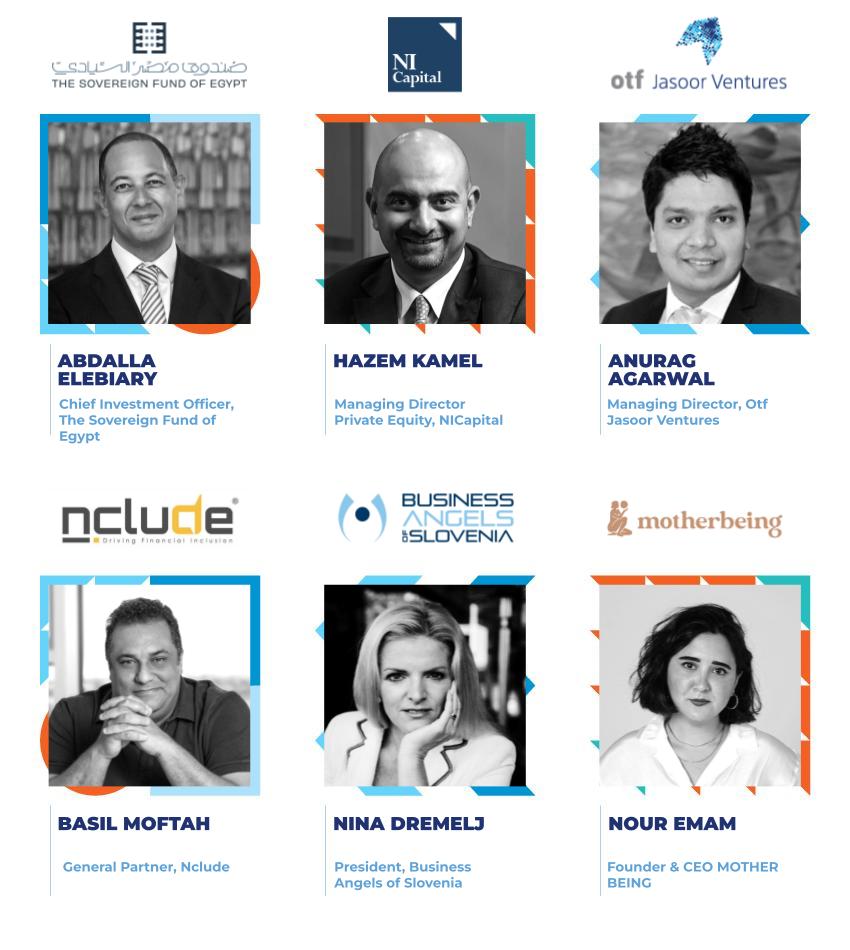 صندوق مصر السيادي
THE SOVEREIGN FUND OF EGYPT
NI
Capital
otf Jasoor Ventures
ABDALLA
ELEBIARY
Chief Investment Officer,
The Sovereign Fund of
Egypt
HAZEM KAMEL
Managing Director
Private Equity, NICapital
ANURAG
AGARWAL
Managing Director, Otf
Jasoor Ventures
nclude®
Driving Financial Inclusion
BUSINESS
ANGELS
OF SLOVENIA
motherbeing
BASIL MOFTAH
General Partner, Nclude
NINA DREMELJ
President, Business
Angels of Slovenia
NOUR EMAM
Founder & CEO MOTHER
BEING